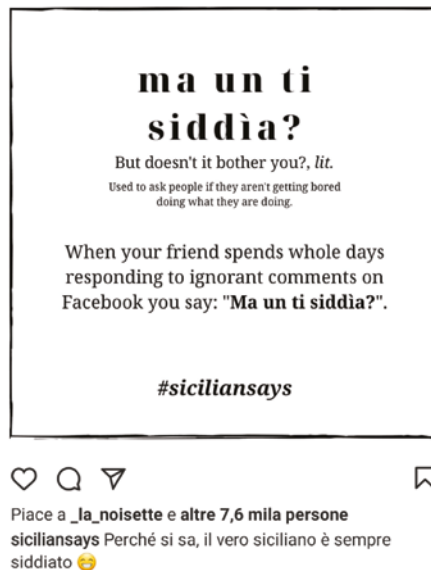 ma un ti
siddìa?
But doesn't it bother you?, lit.
Used to ask people if they aren't getting bored
doing what they are doing.
When your friend spends whole days
responding to ignorant comments on
Facebook you say: "Ma un ti siddìa?".
#siciliansays
Piace a _la_noisette e altre 7,6 mila persone
siciliansays Perché si sa, il vero siciliano è sempre
siddiato 😁